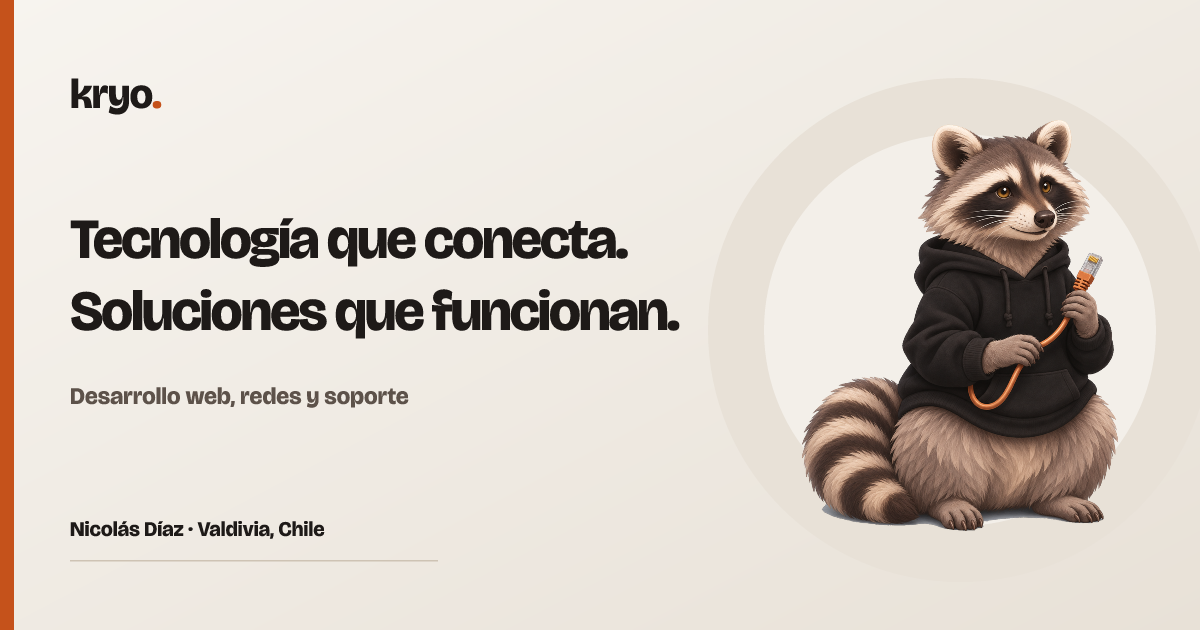 kryo.
Tecnología que conecta.
Soluciones que funcionan.
Desarrollo web, redes y soporte
Nicolás Díaz · Valdivia, Chile